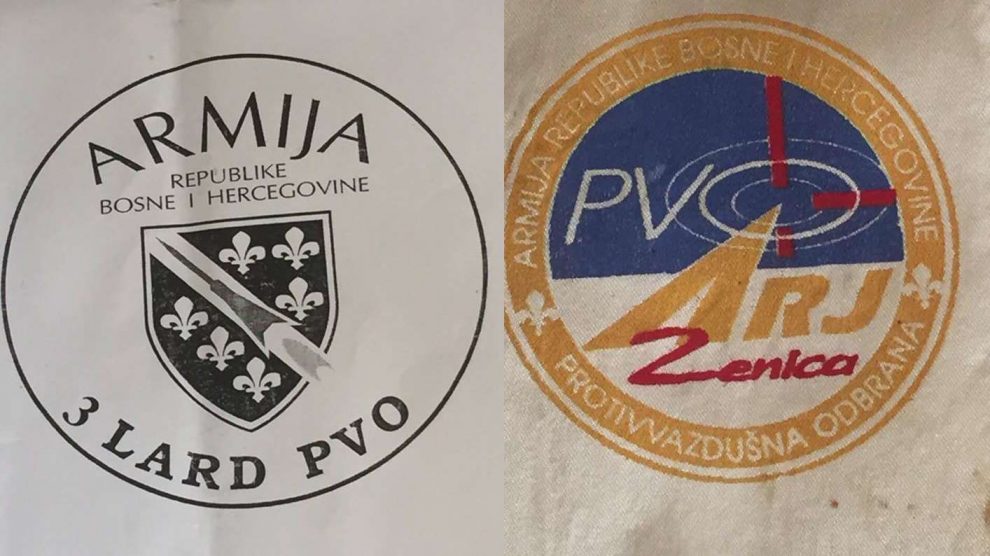 ARMIJA
REPUBLIKE
BOSNE I HERCEGOVINE
3 LARD PVO
ARMIJA REPUBLIKE BOSNE I HERCEGOVINE
PVO
ARJ
Zenica
PROTIVVAZDUŠNA ODBRANA